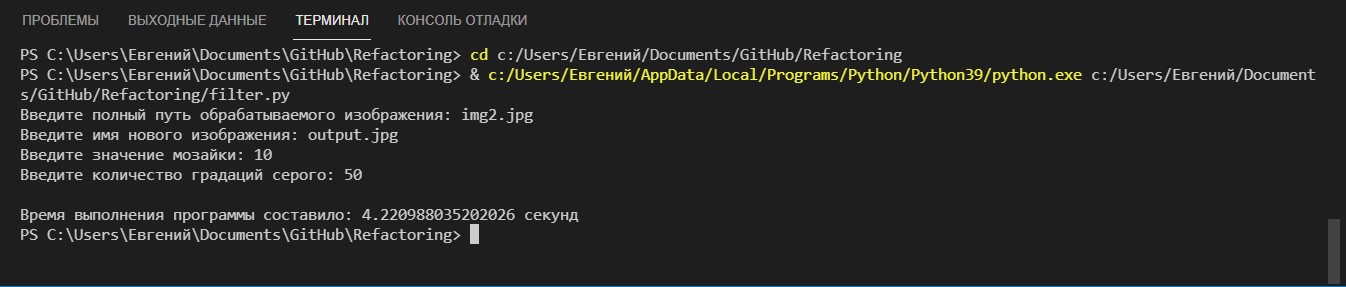 ПРОБЛЕМЫ ВЫХОДНЫЕ ДАННЫЕ ТЕРМИНАЛ КОНСОЛЬ ОТЛАДКИ
PS C:\Users\Евгений\Documents\GitHub\Refactoring> cd c:/Users/Евгений/Documents/GitHub/Refactoring
PS C:\Users\Евгений\Documents\GitHub\Refactoring> & c:/Users/Евгений/AppData/Local/Programs/Python/Python39/python.exe c:/Users/Евгений/Document
s/GitHub/Refactoring/filter.py
Введите полный путь обрабатываемого изображения: img2.jpg
Введите имя нового изображения: output.jpg
Введите значение мозайки: 10
Введите количество градаций серого: 50
Время выполнения программы составило: 4.220988035202026 секунд
PS C:\Users\Евгений\Documents\GitHub\Refactoring>